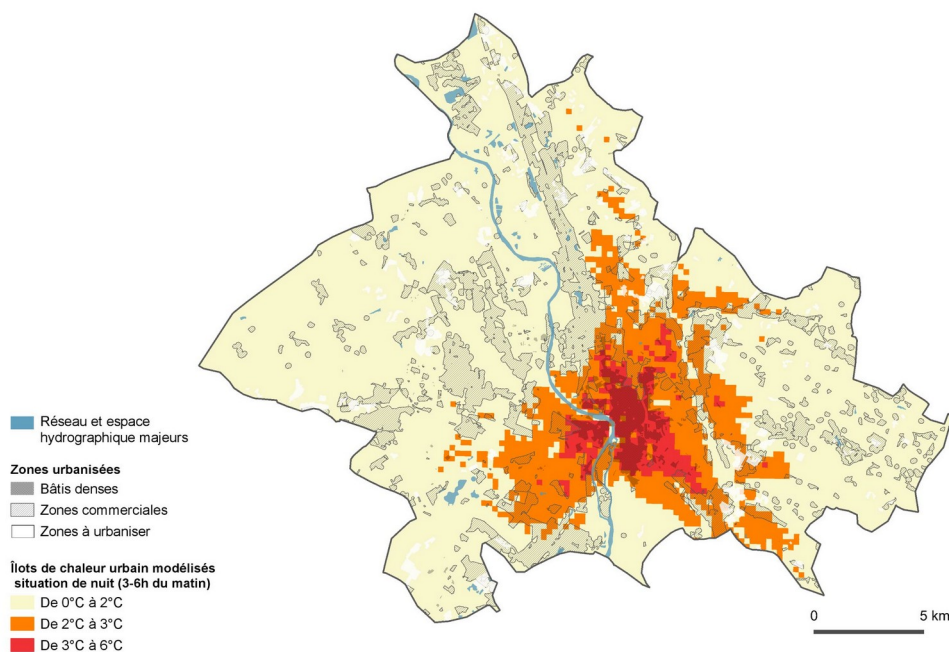 Réseau et espace
hydrographique majeurs
Zones urbanisées
Bâtis denses
Zones commerciales
Zones à urbaniser
Îlots de chaleur urbain modélisés
situation de nuit (3-6h du matin)
De 0°C à 2°C
De 2°C à 3°C
De 3°C à 6°C
0 5 km